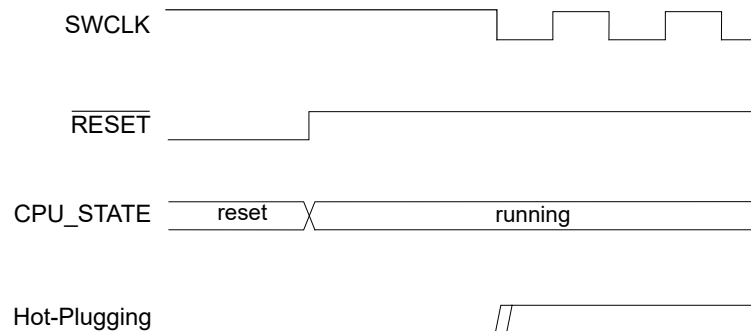 SWCLK
RESET
CPU_STATE reset running
Hot-Plugging